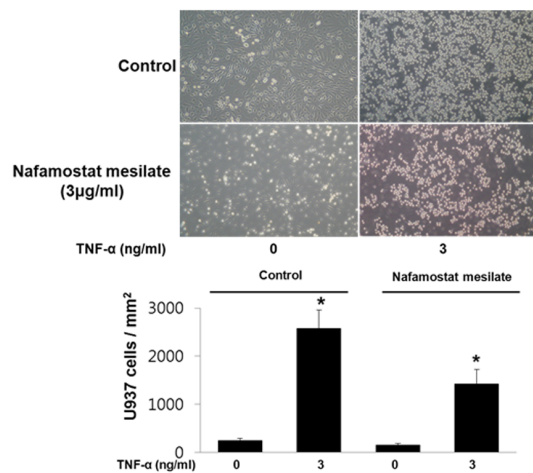 Control
Nafamostat mesilate
(3μg/ml)
TNF-α (ng/ml) 0 3
Control Nafamostat mesilate
U937 cells / mm²
3000
2000
1000
0
* *
TNF-α (ng/ml) 0 3 0 3